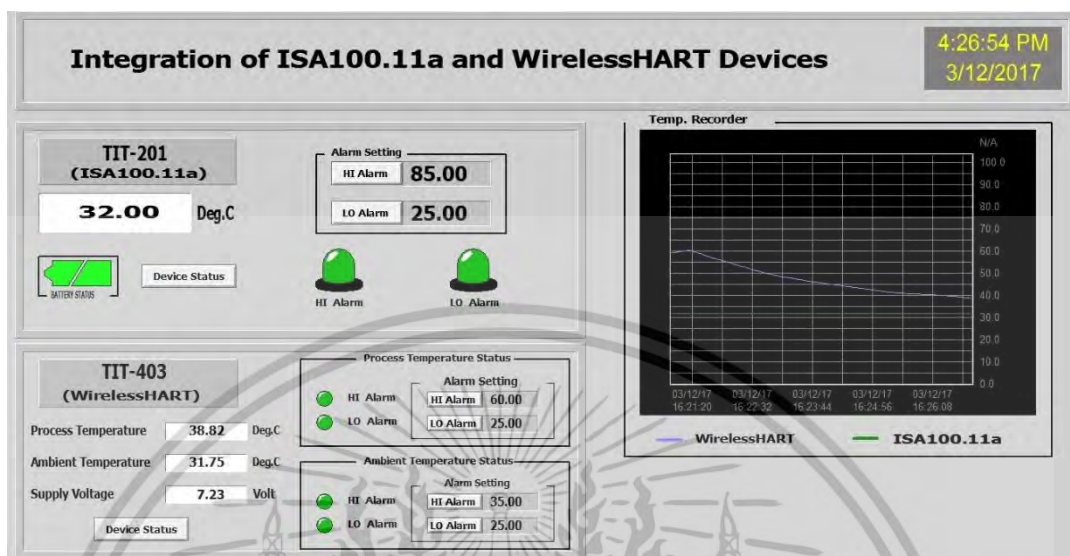 Integration of ISA100.11a and WirelessHART Devices
4:26:54 PM
3/12/2017
TIT-201
(ISA100.11a)
32.00 Deg.C
BATTERY STATUS
Device Status
Alarm Setting
HI Alarm 85.00
LO Alarm 25.00
HI Alarm LO Alarm
TIT-403
(WirelessHART)
Process Temperature 38.82 Deg.C
Ambient Temperature 31.75 Deg.C
Supply Voltage 7.23 Volt
Device Status
Process Temperature Status
Alarm Setting
HI Alarm HI Alarm 60.00
LO Alarm LO Alarm 25.00
Ambient Temperature Status
Alarm Setting
HI Alarm HI Alarm 35.00
LO Alarm LO Alarm 25.00
Temp. Recorder
N/A
100.0
90.0
80.0
70.0
60.0
50.0
40.0
30.0
20.0
10.0
0.0
03/12/17 03/12/17 03/12/17 03/12/17 03/12/17
16:21:20 16:22:32 16:23:44 16:24:56 16:26:08
WirelessHART ISA100.11a